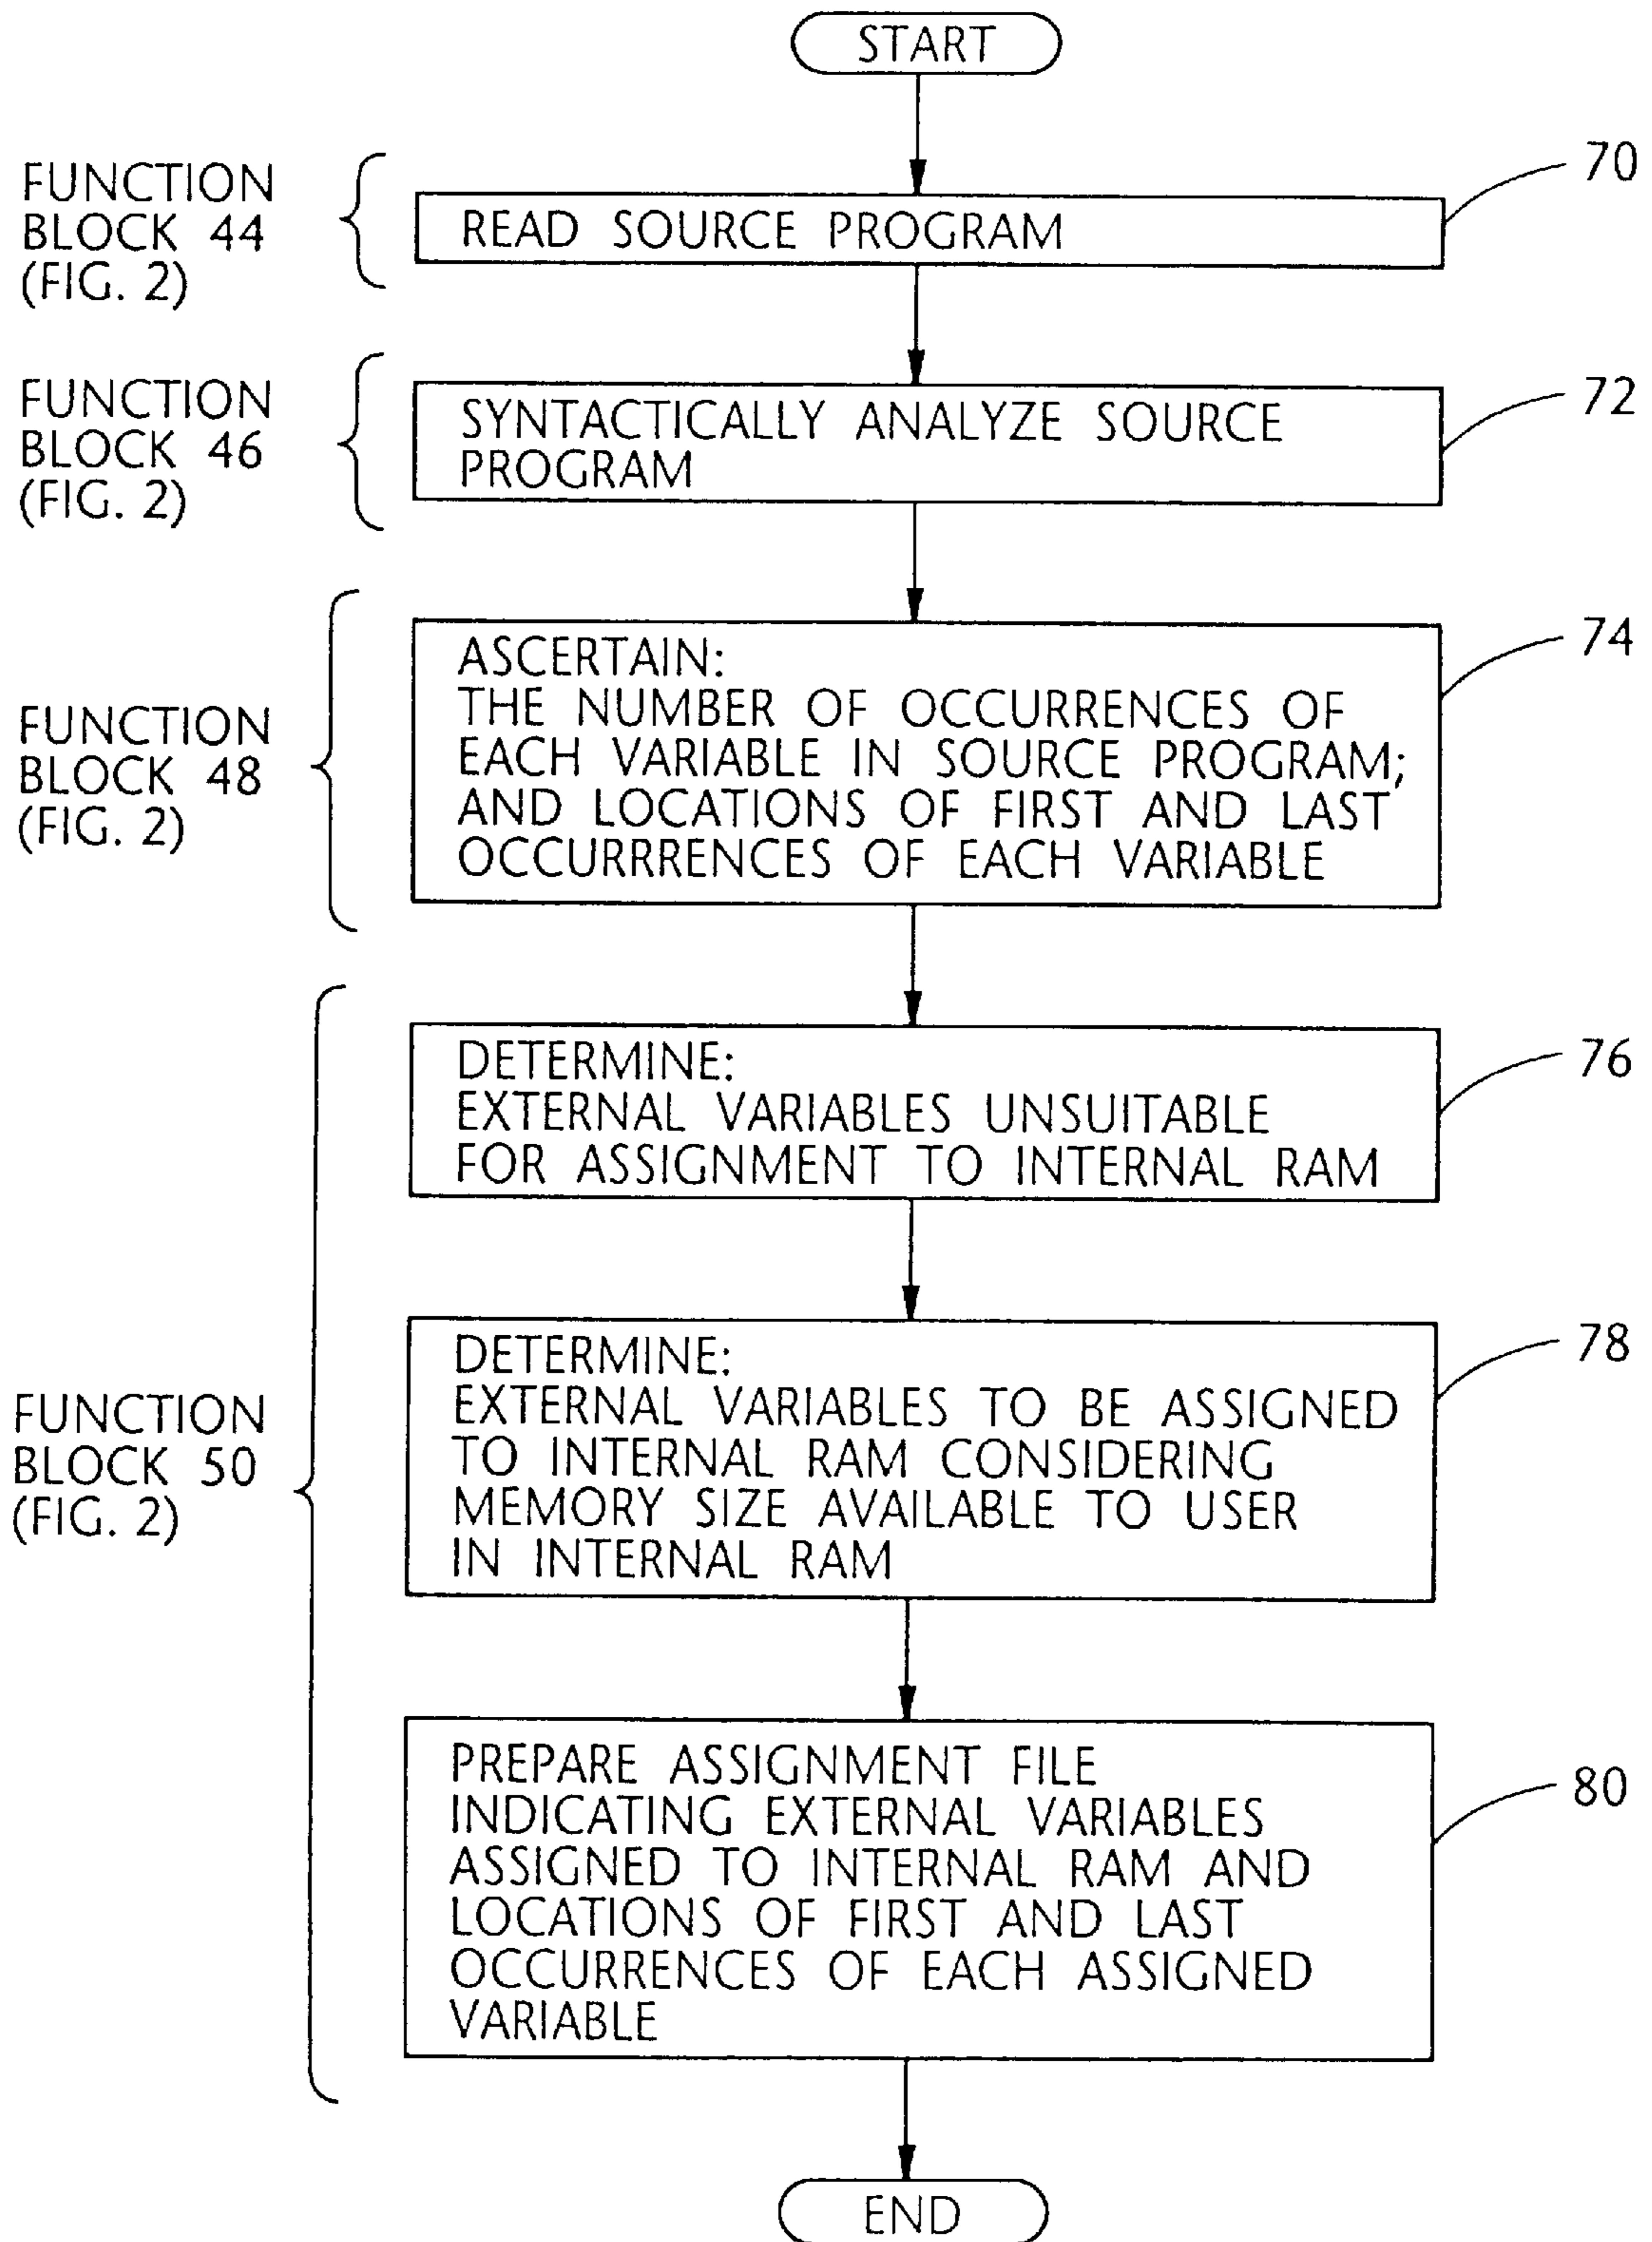 START
FUNCTION
BLOCK 44
(FIG. 2)
READ SOURCE PROGRAM
70
FUNCTION
BLOCK 46
(FIG. 2)
SYNTACTICALLY ANALYZE SOURCE
PROGRAM
72
FUNCTION
BLOCK 48
(FIG. 2)
ASCERTAIN:
THE NUMBER OF OCCURRENCES OF
EACH VARIABLE IN SOURCE PROGRAM;
AND LOCATIONS OF FIRST AND LAST
OCCURRRENCES OF EACH VARIABLE
74
DETERMINE:
EXTERNAL VARIABLES UNSUITABLE
FOR ASSIGNMENT TO INTERNAL RAM
76
FUNCTION
BLOCK 50
(FIG. 2)
DETERMINE:
EXTERNAL VARIABLES TO BE ASSIGNED
TO INTERNAL RAM CONSIDERING
MEMORY SIZE AVAILABLE TO USER
IN INTERNAL RAM
78
PREPARE ASSIGNMENT FILE
INDICATING EXTERNAL VARIABLES
ASSIGNED TO INTERNAL RAM AND
LOCATIONS OF FIRST AND LAST
OCCURRENCES OF EACH ASSIGNED
VARIABLE
80
END